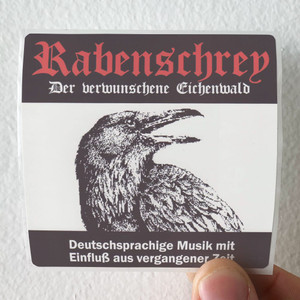 Rabenschrey
Der verwunschene Eichenwald
Deutschsprachige Musik mit
Einfluß aus vergangener Zeit